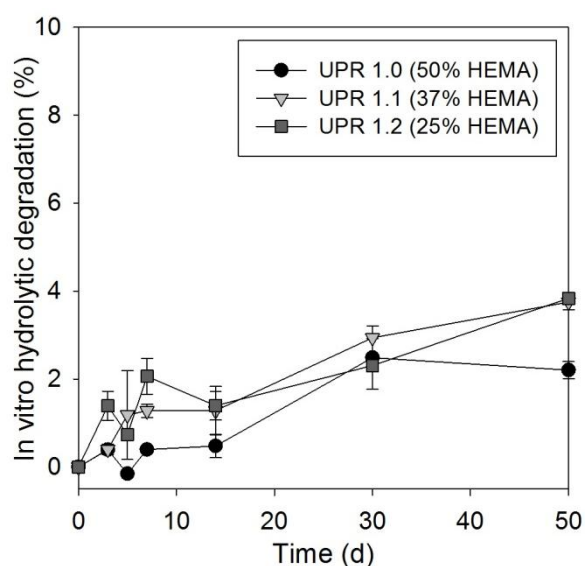 In vitro hydrolytic degradation (%)
10
8
6
4
2
0
UPR 1.0 (50% HEMA)
UPR 1.1 (37% HEMA)
UPR 1.2 (25% HEMA)
0 10 20 30 40 50
Time (d)